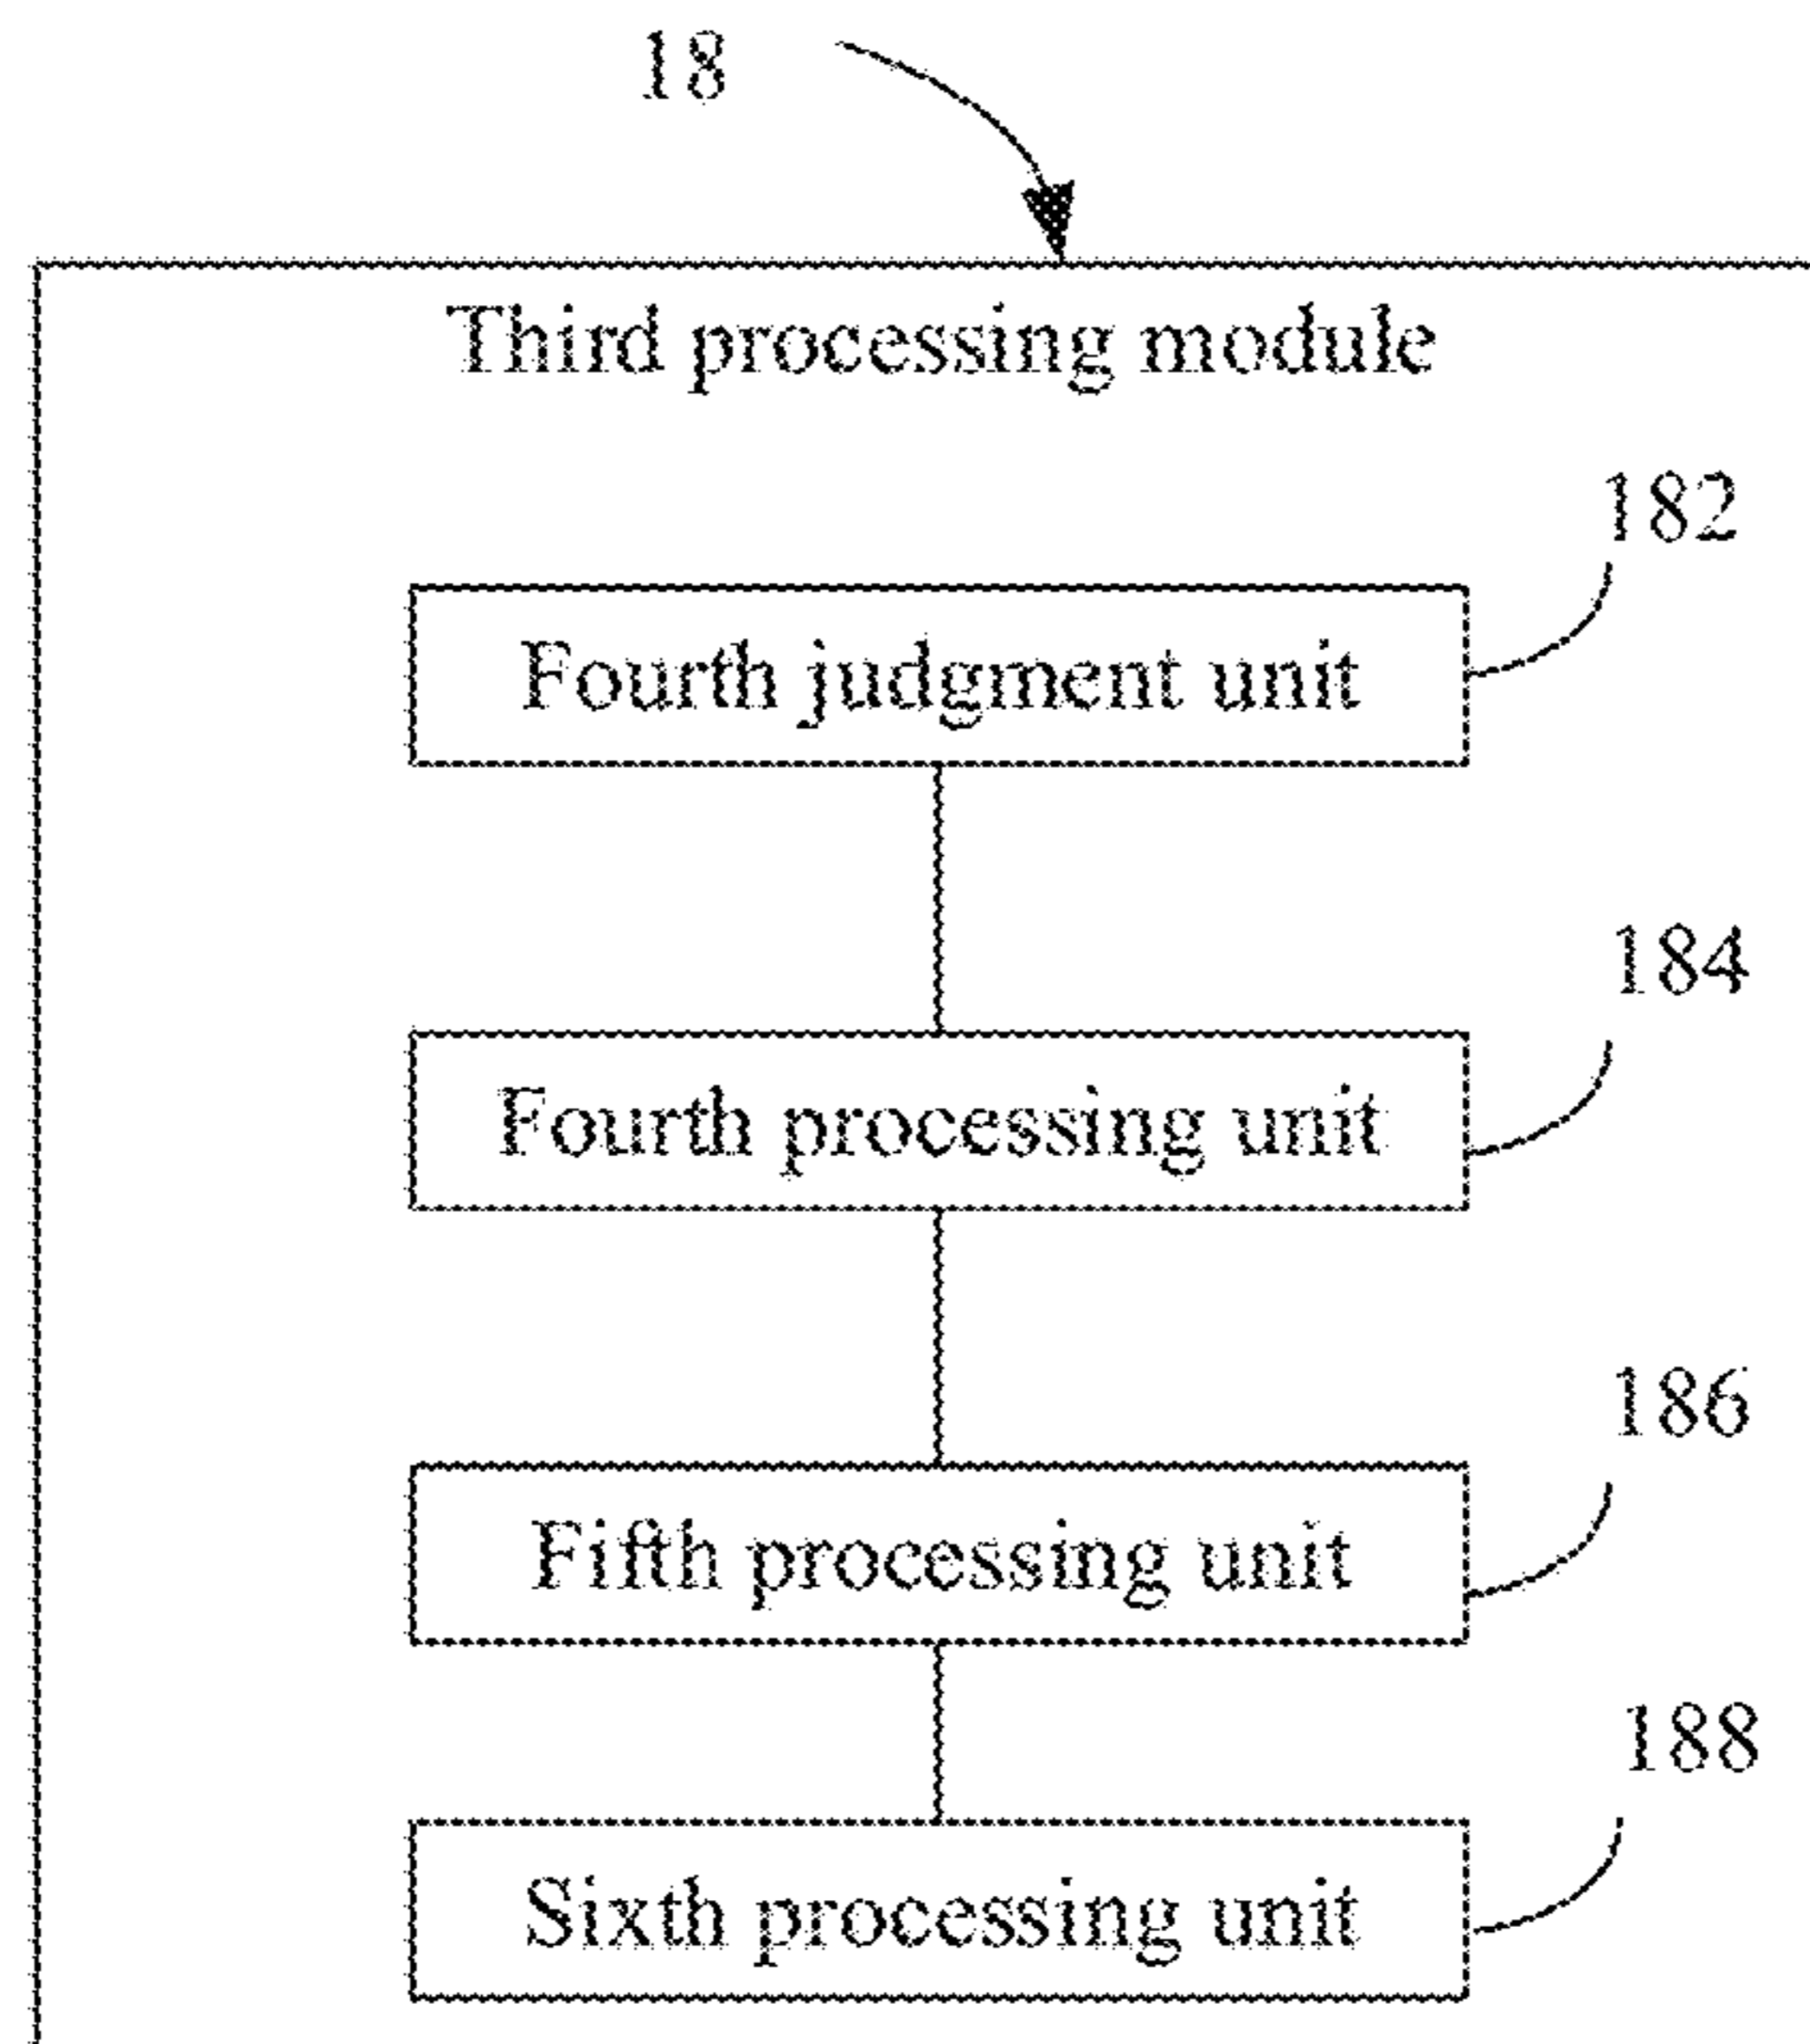 18
Third processing module
182
Fourth judgment unit
184
Fourth processing unit
186
Fifth processing unit
188
Sixth processing unit